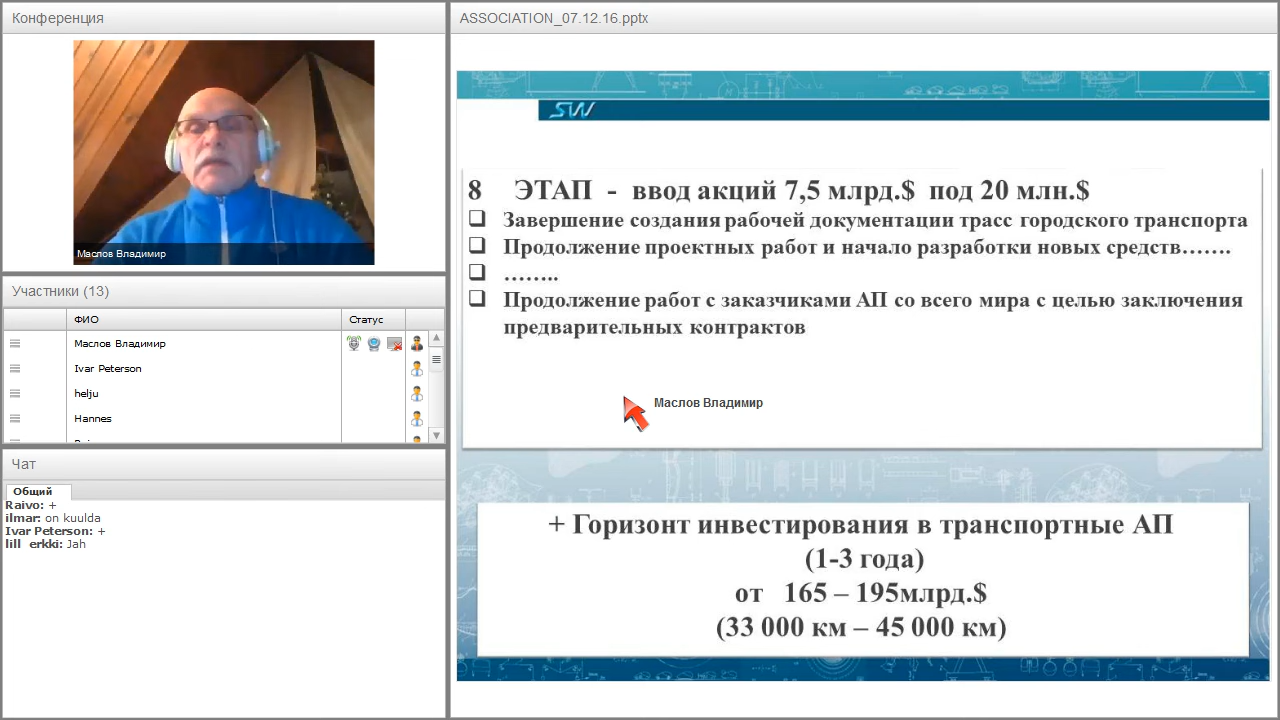 Конференция
Маслов Владимир
Участники (13)
ФИО
Статус
Маслов Владимир
Ivar Peterson
helju
Hannes
Чат
Общий
Raivo: +
ilmar: on kuulda
Ivar Peterson: +
lill_erkki: Jah
ASSOCIATION_07.12.16.pptx
SW
8 ЭТАП - ввод акций 7,5 млрд.$ под 20 млн.$
Завершение создания рабочей документации трасс городского транспорта
Продолжение проектных работ и начало разработки новых средств…….
……..
Продолжение работ с заказчиками АП со всего мира с целью заключения
предварительных контрактов
Маслов Владимир
+ Горизонт инвестирования в транспортные АП
(1-3 года)
от 165 – 195млрд.$
(33 000 км – 45 000 км)